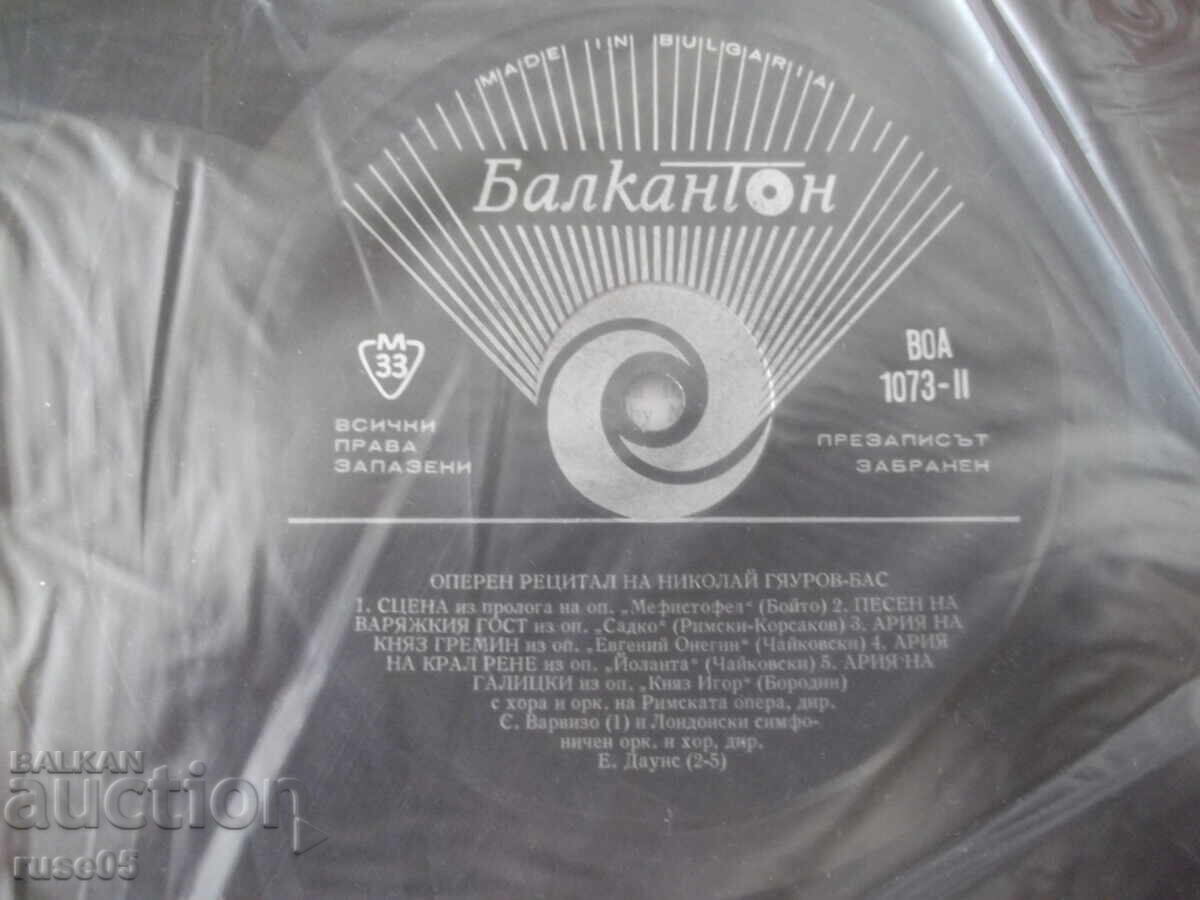 MADE IN BULGARIA
Балкантон
М
33
ВСИЧКИ
ПРАВА
ЗАПАЗЕНИ
ВОА
1073-II
ПРЕЗАПИСЪТ
ЗАБРАНЕН
ОПЕРЕН РЕЦИТАЛ НА НИКОЛАЙ ГЯУРОВ-БАС
1. СЦЕНА из пролога на оп. „Мефистофел“ (Бойто) 2. ПЕСЕН НА
ВАРЯЖКИЯ ГОСТ из оп. „Садко“ (Римски-Корсаков) 3. АРИЯ НА
КНЯЗ ГРЕМИН из оп. „Евгений Онегин“ (Чайковски) 4. АРИЯ
НА КРАЛ РЕНЕ из оп. „Йоланта“ (Чайковски) 5. АРИЯ НА
ГАЛИЦКИ из оп. „Княз Игор“ (Бородин)
с хора и орк. на Римската опера, дир.
С. Варвизо (1) и Лондонски симфо-
ничен орк. и хор, дир.
Е. Даунс (2-5)
BALKAN
auction
ruse05